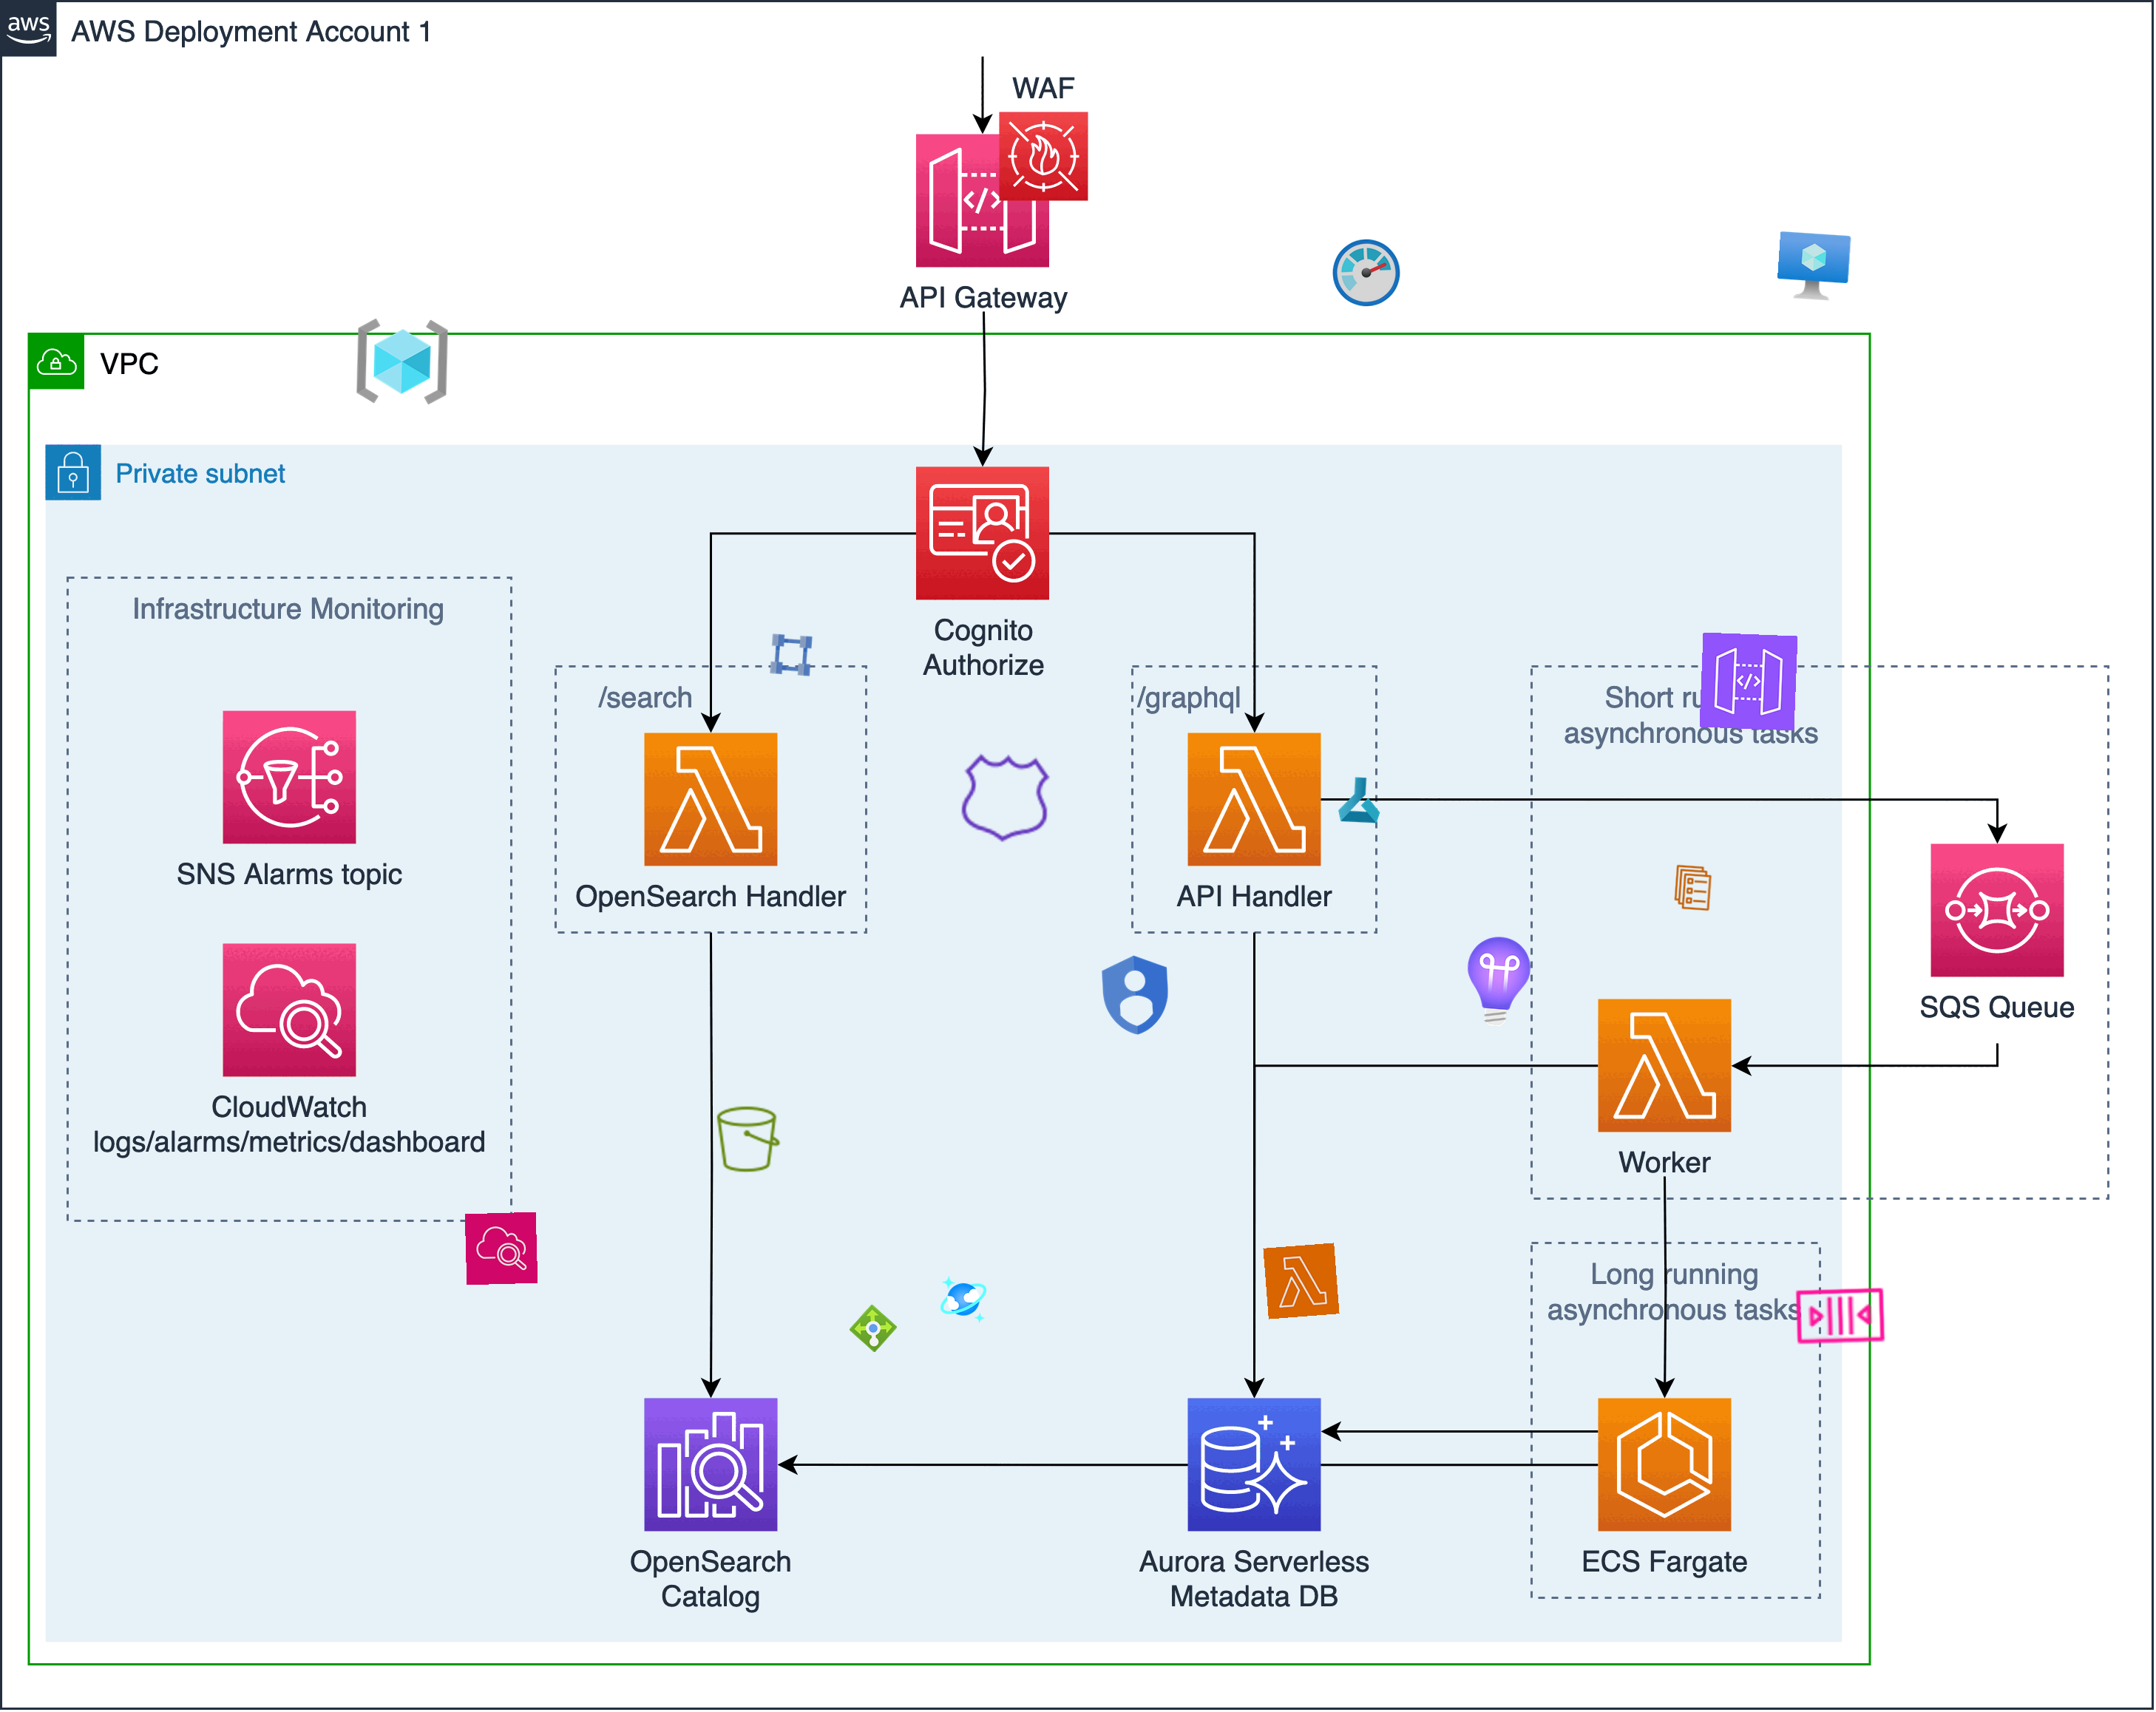 aws
AWS Deployment Account 1
WAF
API Gateway
VPC
Private subnet
Cognito
Authorize
Infrastructure Monitoring
/search
/graphql
Short
asynchronous tasks
SNS Alarms topic
OpenSearch Handler
API Handler
SQS Queue
CloudWatch
logs/alarms/metrics/dashboard
Worker
Long running
asynchronous tasks
OpenSearch
Catalog
Aurora Serverless
Metadata DB
ECS Fargate